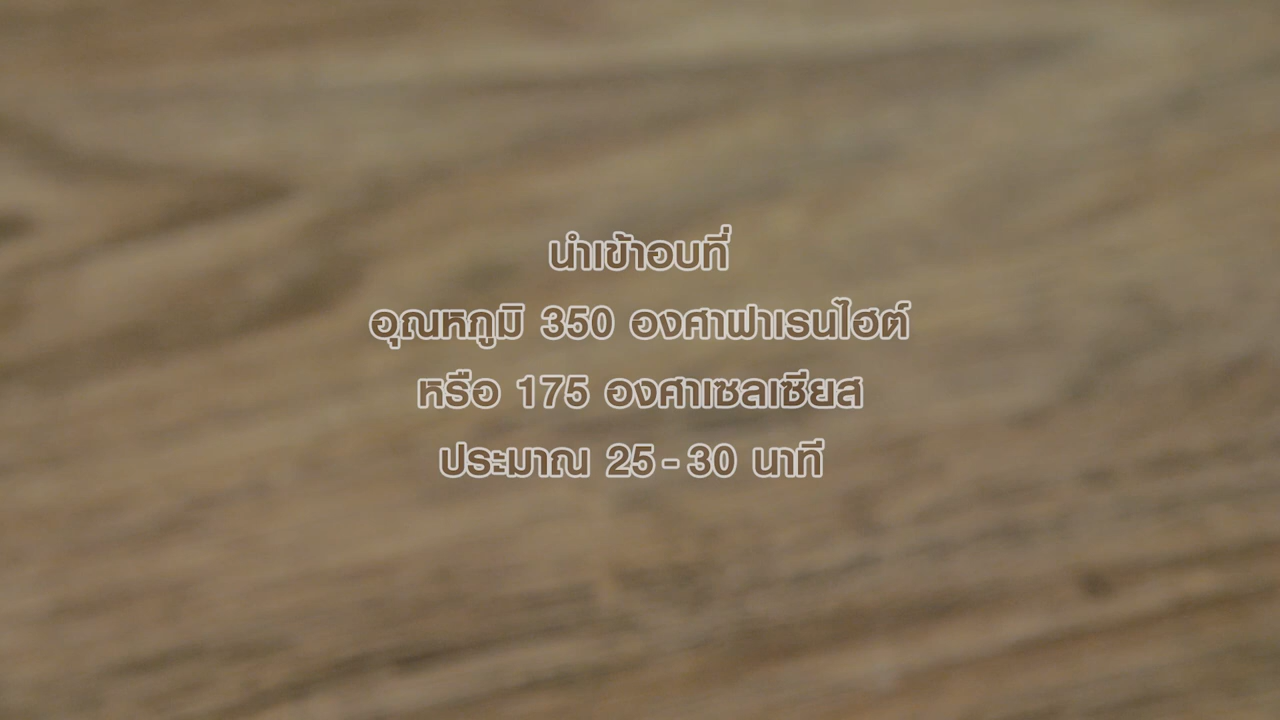 นำเข้าอบที่
อุณหภูมิ 350 องศาฟาเรนไฮต์
หรือ 175 องศาเซลเซียส
ประมาณ 25-30 นาที